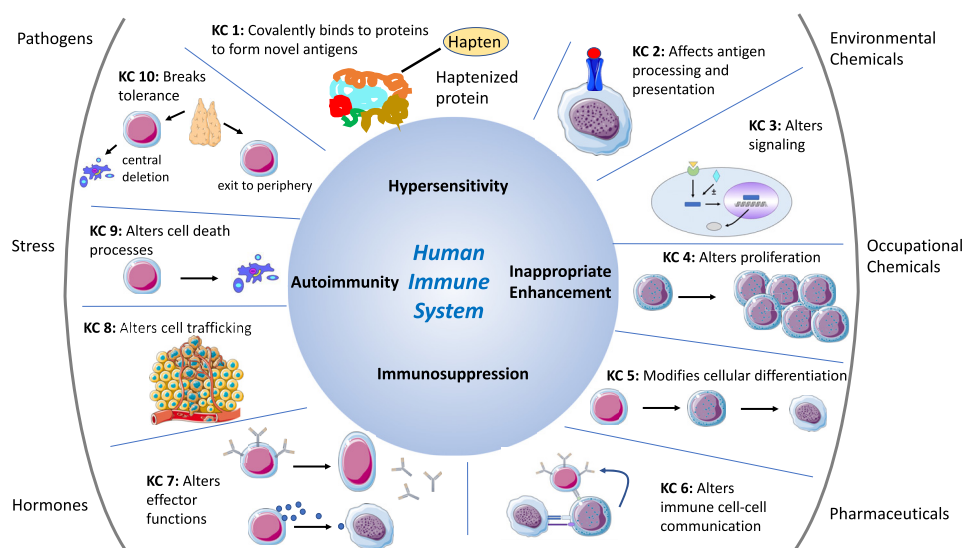 Pathogens
KC 1: Covalently binds to proteins
to form novel antigens
Hapten
Haptenized
protein
KC 2: Affects antigen
processing and
presentation
Environmental
Chemicals
KC 10: Breaks
tolerance
central
deletion
exit to periphery
KC 3: Alters
signaling
±
Hypersensitivity
Stress
KC 9: Alters cell death
processes
Autoimmunity
Human
Immune
System
Inappropriate
Enhancement
KC 4: Alters proliferation
Occupational
Chemicals
KC 8: Alters cell trafficking
Immunosuppression
KC 5: Modifies cellular differentiation
Hormones
KC 7: Alters
effector
functions
KC 6: Alters
immune cell-cell
communication
Pharmaceuticals